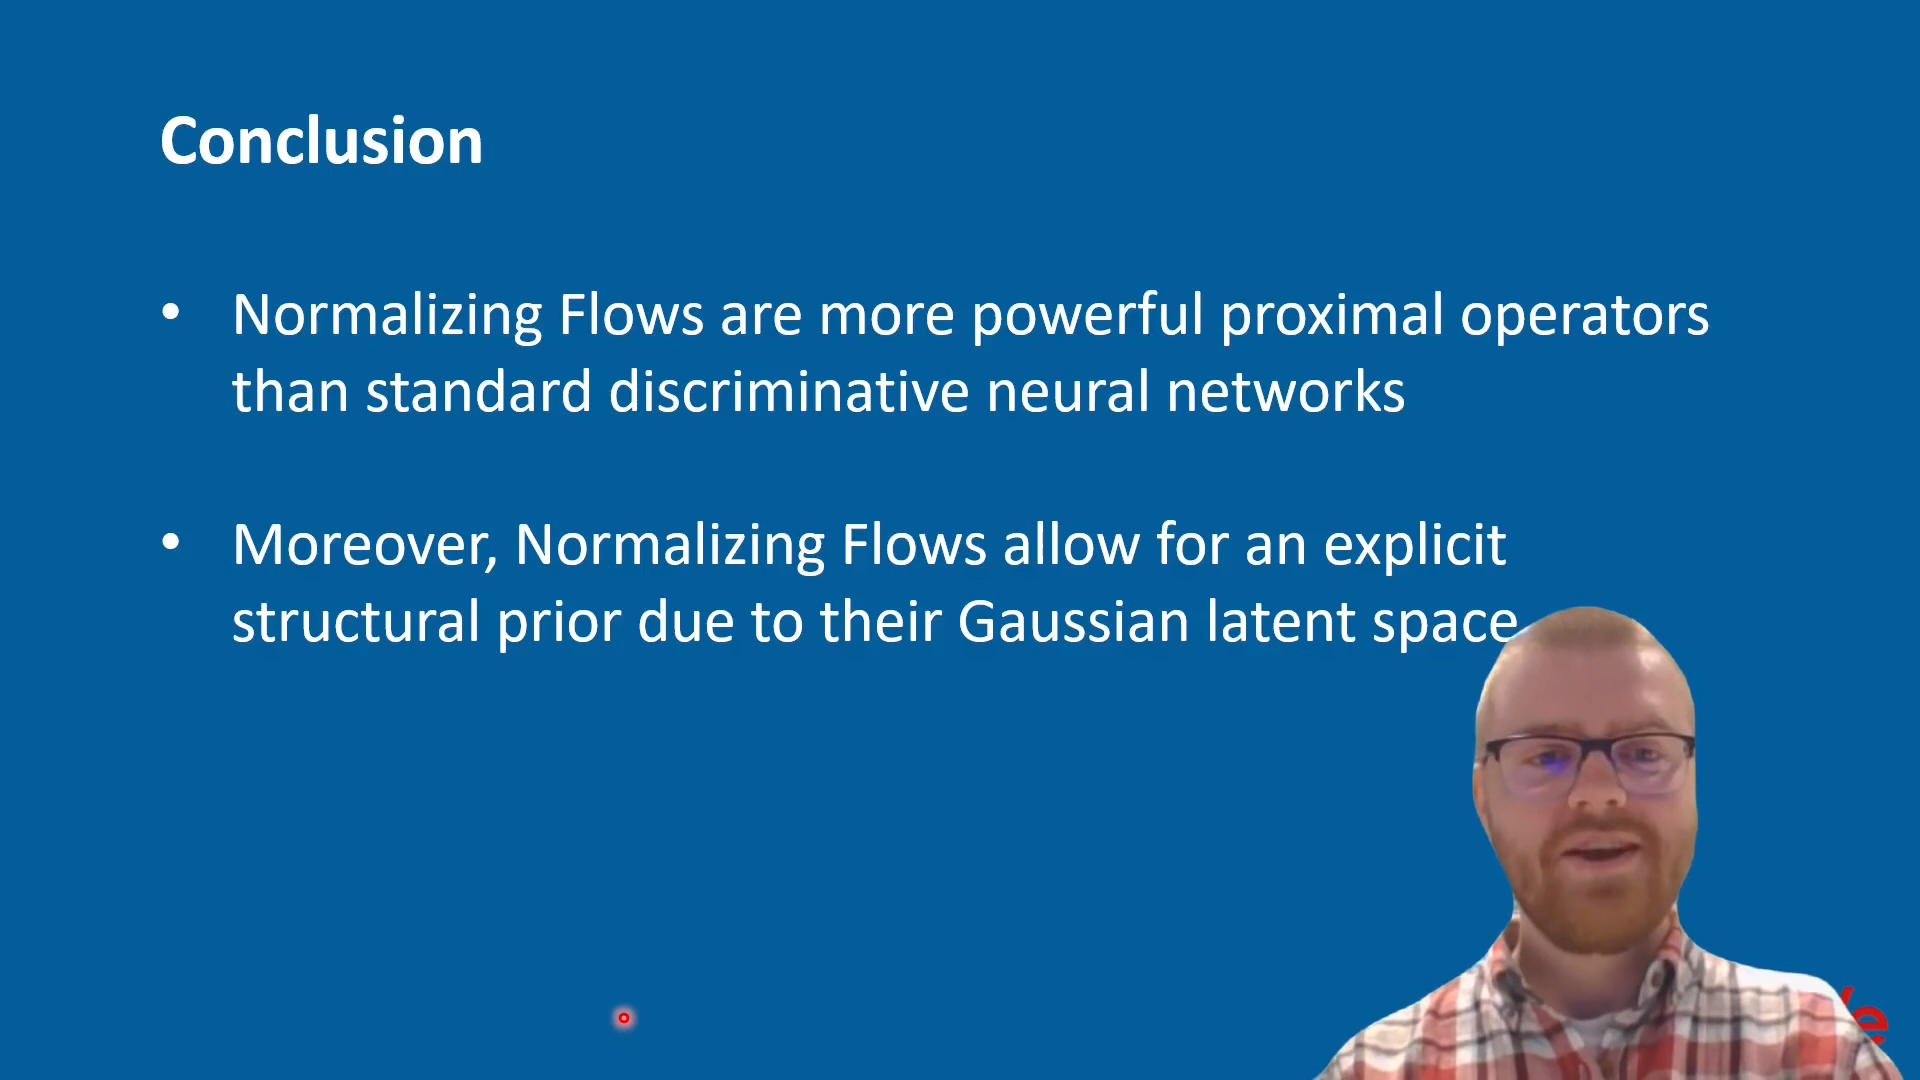 Conclusion
• Normalizing Flows are more powerful proximal operators
than standard discriminative neural networks
• Moreover, Normalizing Flows allow for an explicit
structural prior due to their Gaussian latent space